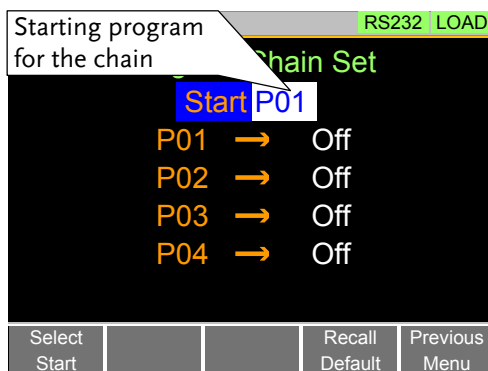 Starting program
for the chain
RS232 LOAD
Chain Set
Start P01
P01 → Off
P02 → Off
P03 → Off
P04 → Off
Select Start
Recall Default
Previous Menu